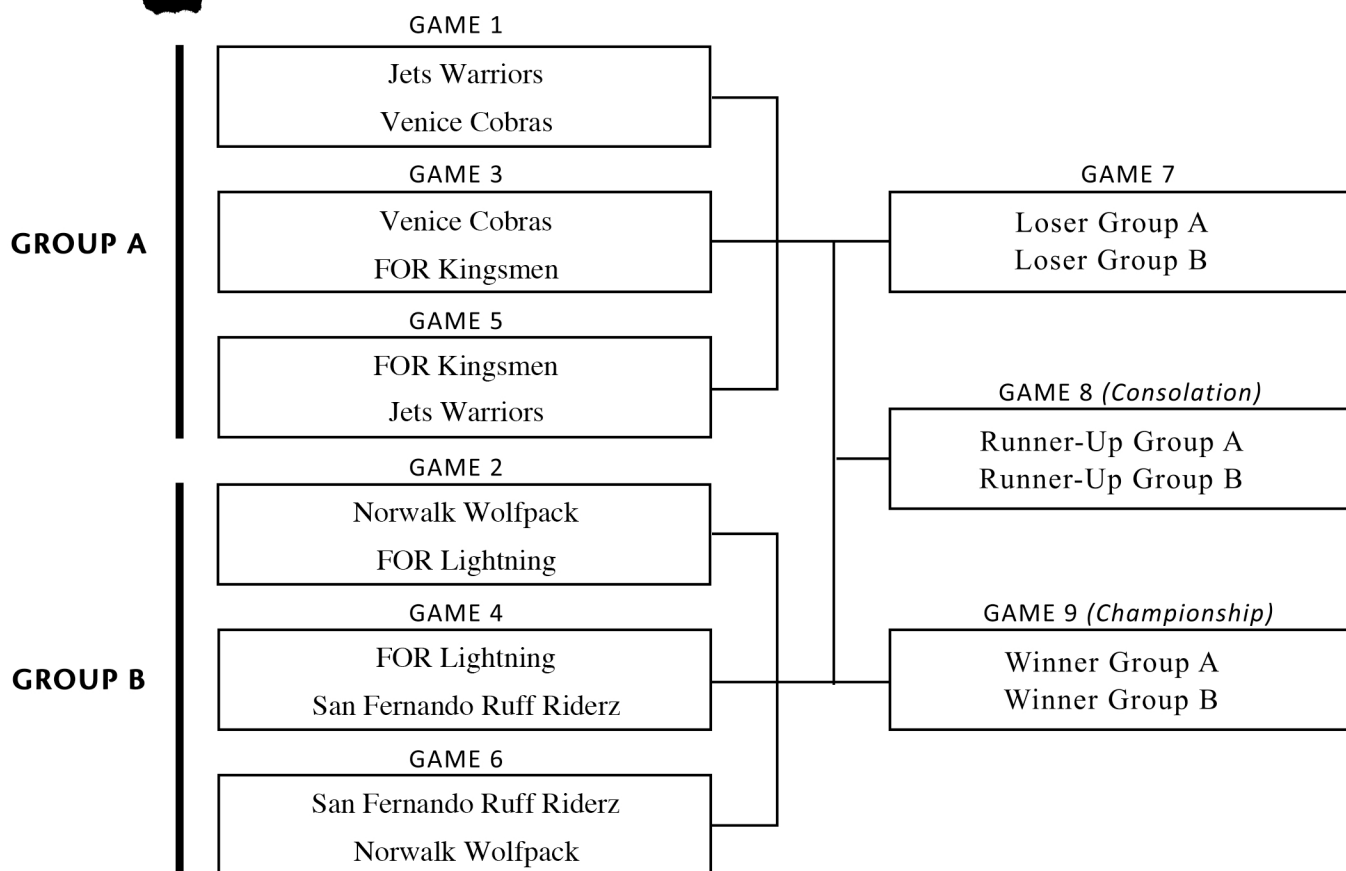 GAME 1
Jets Warriors
Venice Cobras
GROUP A
GAME 3
Venice Cobras
FOR Kingsmen
GAME 5
FOR Kingsmen
Jets Warriors
GROUP B
GAME 2
Norwalk Wolfpack
FOR Lightning
GAME 4
FOR Lightning
San Fernando Ruff Riderz
GAME 6
San Fernando Ruff Riderz
Norwalk Wolfpack
GAME 7
Loser Group A
Loser Group B
GAME 8 (Consolation)
Runner-Up Group A
Runner-Up Group B
GAME 9 (Championship)
Winner Group A
Winner Group B